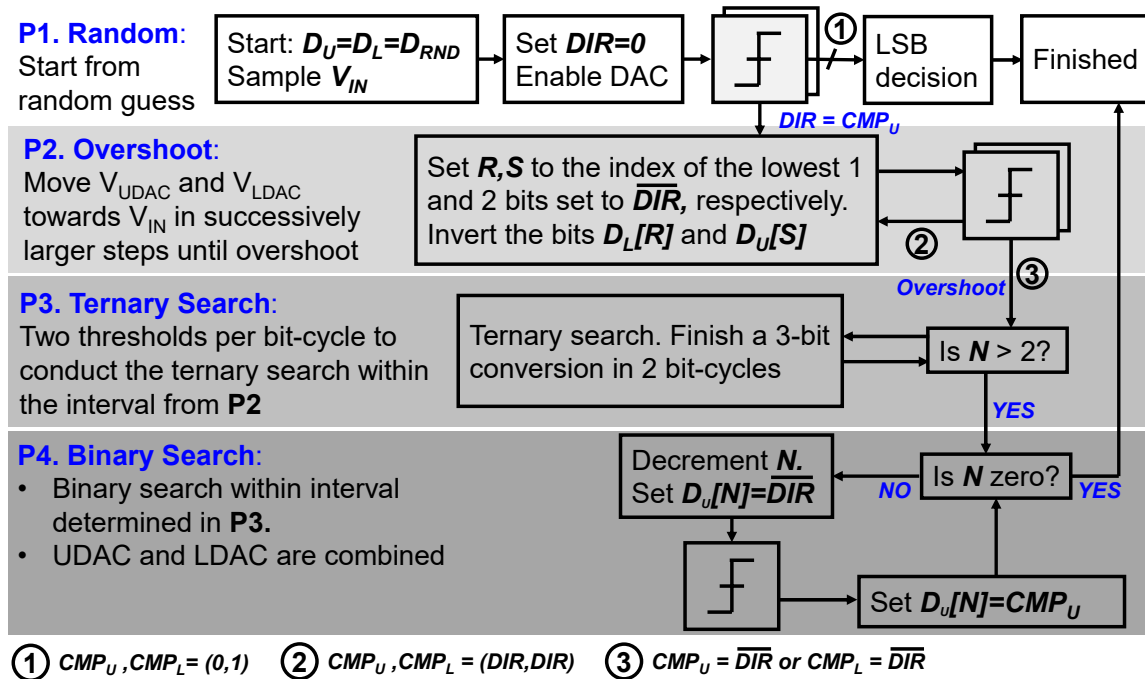 P1. Random:
Start from
random guess
Start: D_U=D_L=D_RND
Sample V_IN
Set DIR=0
Enable DAC
①
LSB
decision
Finished
DIR = CMP_U
P2. Overshoot:
Move V_UDAC and V_LDAC
towards V_IN in successively
larger steps until overshoot
Set R,S to the index of the lowest 1
and 2 bits set to D̅I̅R̅, respectively.
Invert the bits D_L[R] and D_U[S]
②
③
Overshoot
P3. Ternary Search:
Two thresholds per bit-cycle to
conduct the ternary search within
the interval from P2
Ternary search. Finish a 3-bit
conversion in 2 bit-cycles
Is N > 2?
YES
P4. Binary Search:
• Binary search within interval
determined in P3.
• UDAC and LDAC are combined
Decrement N.
Set D_U[N]=D̅I̅R̅
NO
Is N zero?
YES
Set D_U[N]=CMP_U
① CMP_U ,CMP_L= (0,1)
② CMP_U ,CMP_L = (DIR,DIR)
③ CMP_U = D̅I̅R̅ or CMP_L = D̅I̅R̅